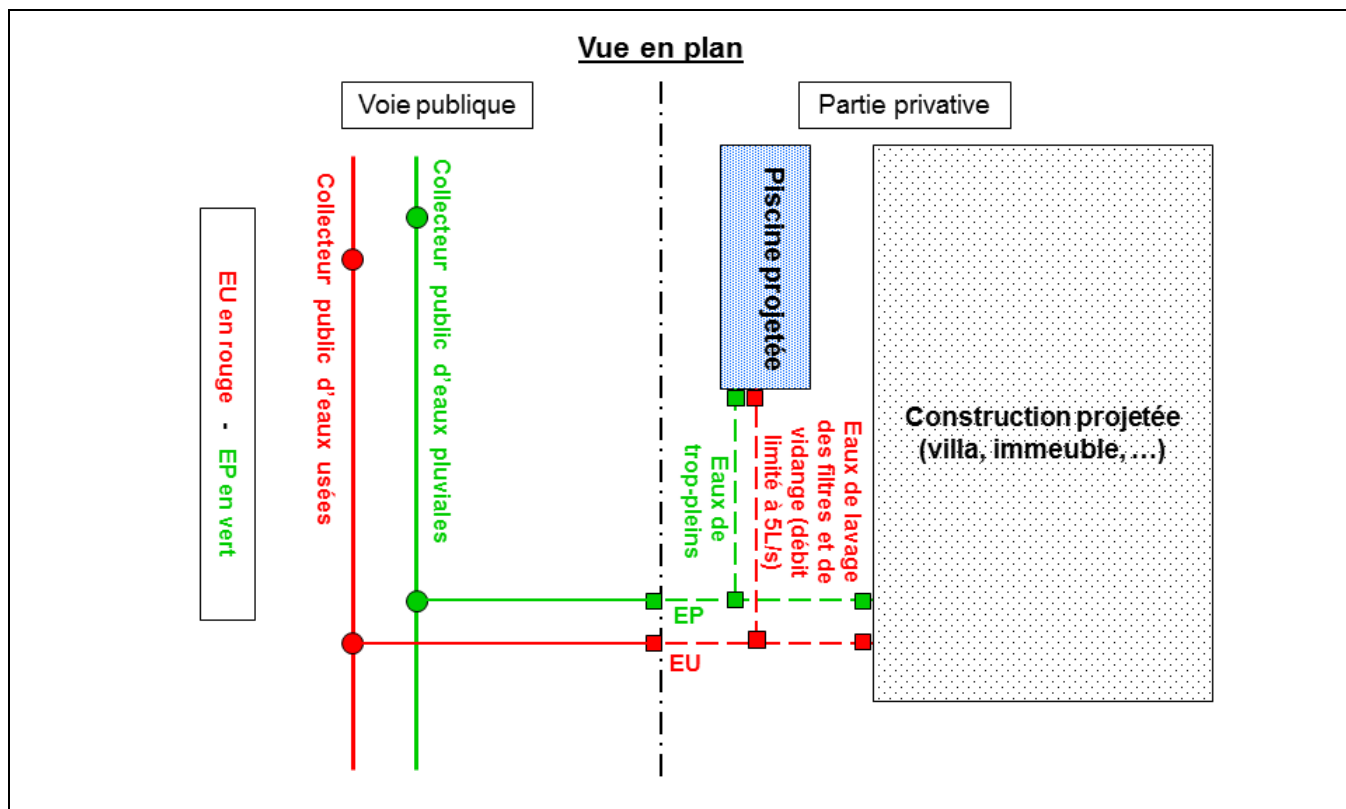 Vue en plan
Voie publique
Partie privative
EU en rouge - EP en vert
Collecteur public d'eaux usées
Collecteur public d'eaux pluviales
Piscine projetée
Eaux de
trop-pleins
Eaux de lavage
des filtres et de
vidange (débit
limité à 5L/s)
Construction projetée
(villa, immeuble, …)
EP
EU